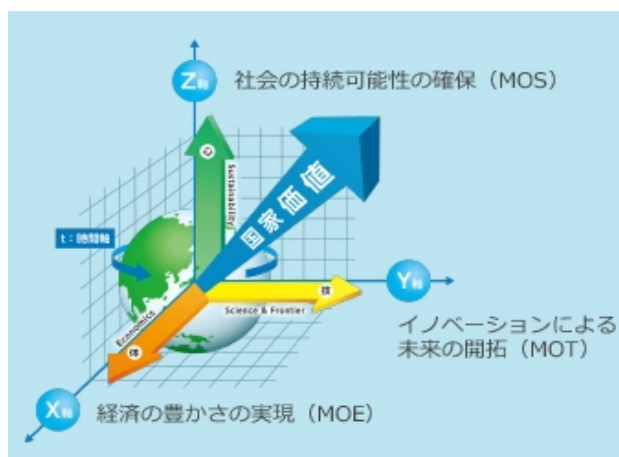 Z軸
社会の持続可能性の確保（MOS）
心
Sustainability
国家価値
t：時間軸
技
Science & Frontier
Y軸
イノベーションによる
未来の開拓（MOT）
Economics
体
X軸
経済の豊かさの実現（MOE）